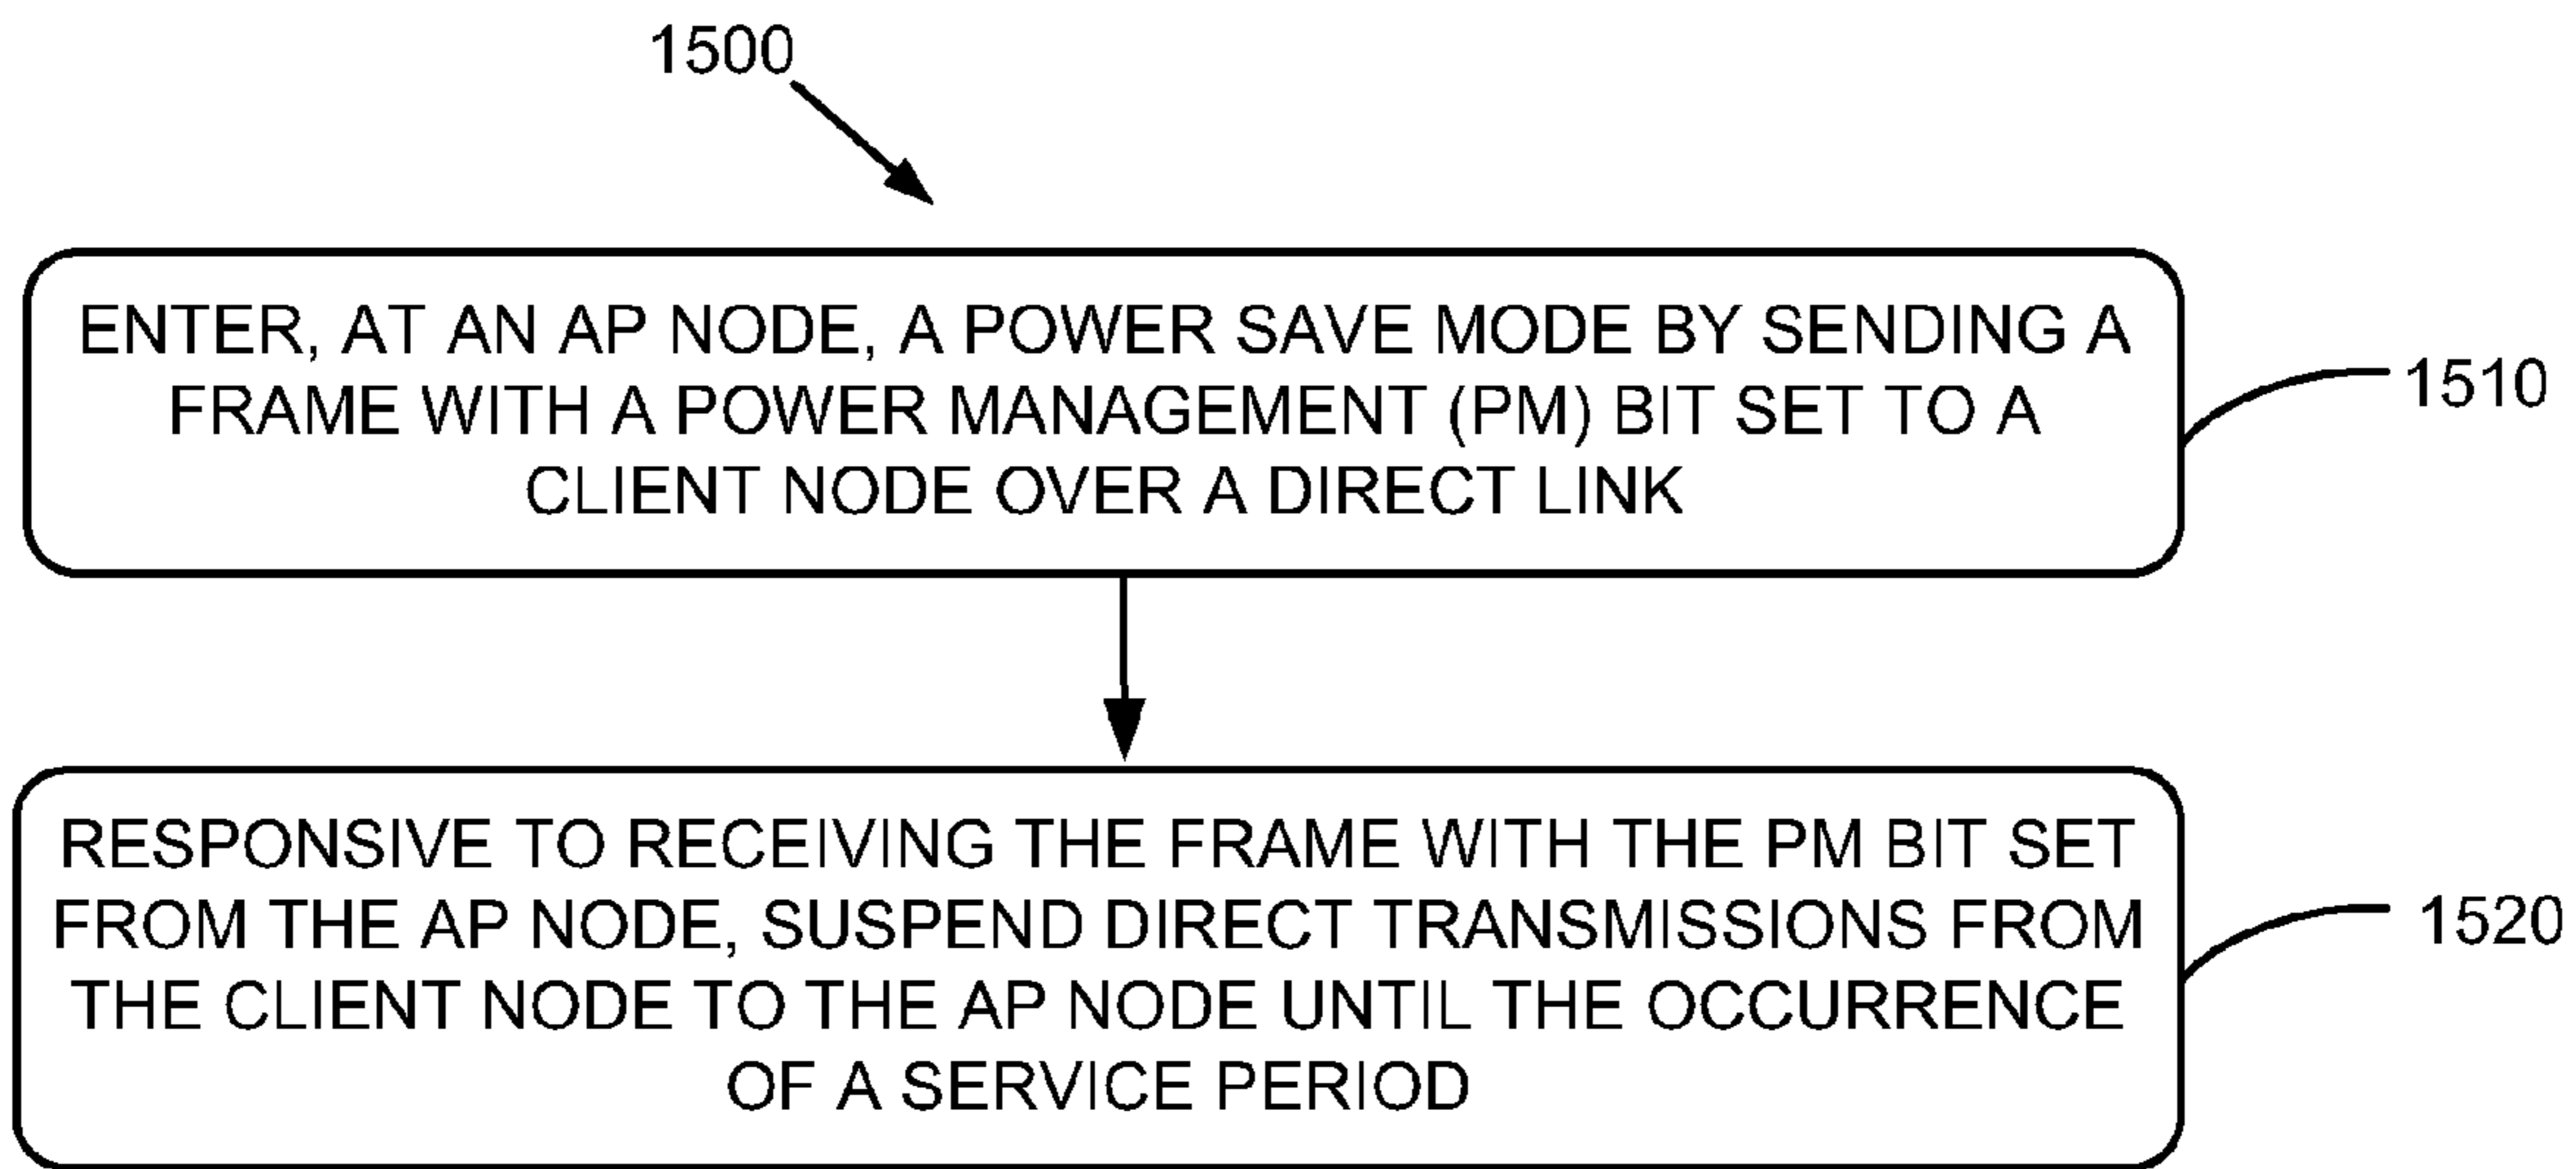 1500
ENTER, AT AN AP NODE, A POWER SAVE MODE BY SENDING A
FRAME WITH A POWER MANAGEMENT (PM) BIT SET TO A
CLIENT NODE OVER A DIRECT LINK
1510
RESPONSIVE TO RECEIVING THE FRAME WITH THE PM BIT SET
FROM THE AP NODE, SUSPEND DIRECT TRANSMISSIONS FROM
THE CLIENT NODE TO THE AP NODE UNTIL THE OCCURRENCE
OF A SERVICE PERIOD
1520